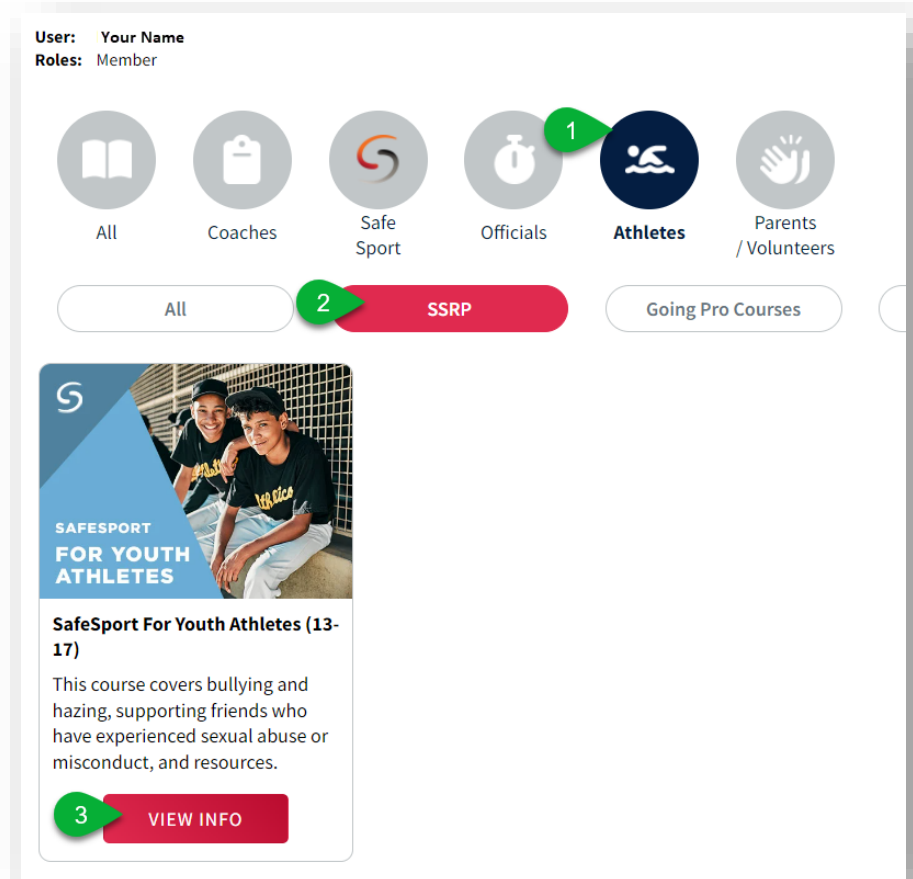 User: Your Name
Roles: Member
1
All
Coaches
Safe
Sport
Officials
Athletes
Parents
/ Volunteers
All
2
SSRP
Going Pro Courses
SAFESPORT
FOR YOUTH
ATHLETES
SafeSport For Youth Athletes (13-
17)
This course covers bullying and
hazing, supporting friends who
have experienced sexual abuse or
misconduct, and resources.
3
VIEW INFO